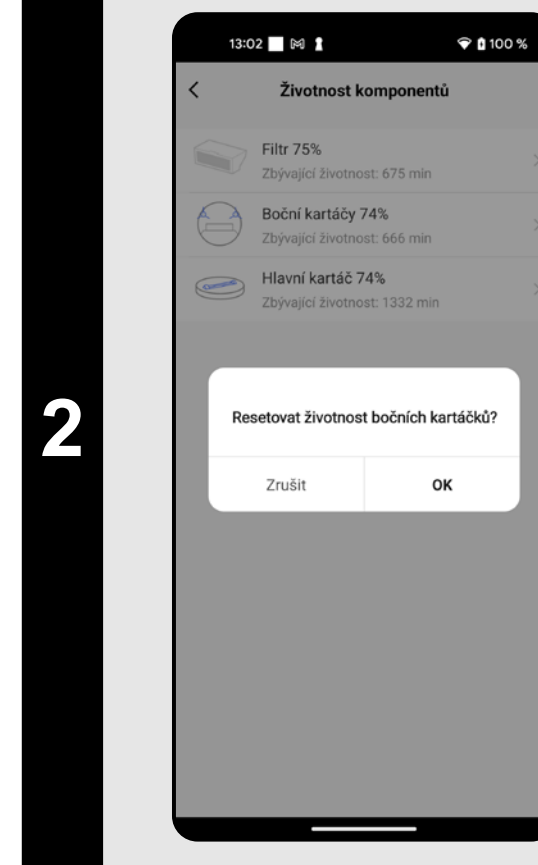 13:02
100 %
Životnost komponentů
Filtr 75%
Zbývající životnost: 675 min
Boční kartáčy 74%
Zbývající životnost: 666 min
Hlavní kartáč 74%
Zbývající životnost: 1332 min
2
Resetovat životnost bočních kartáčků?
Zrušit
OK